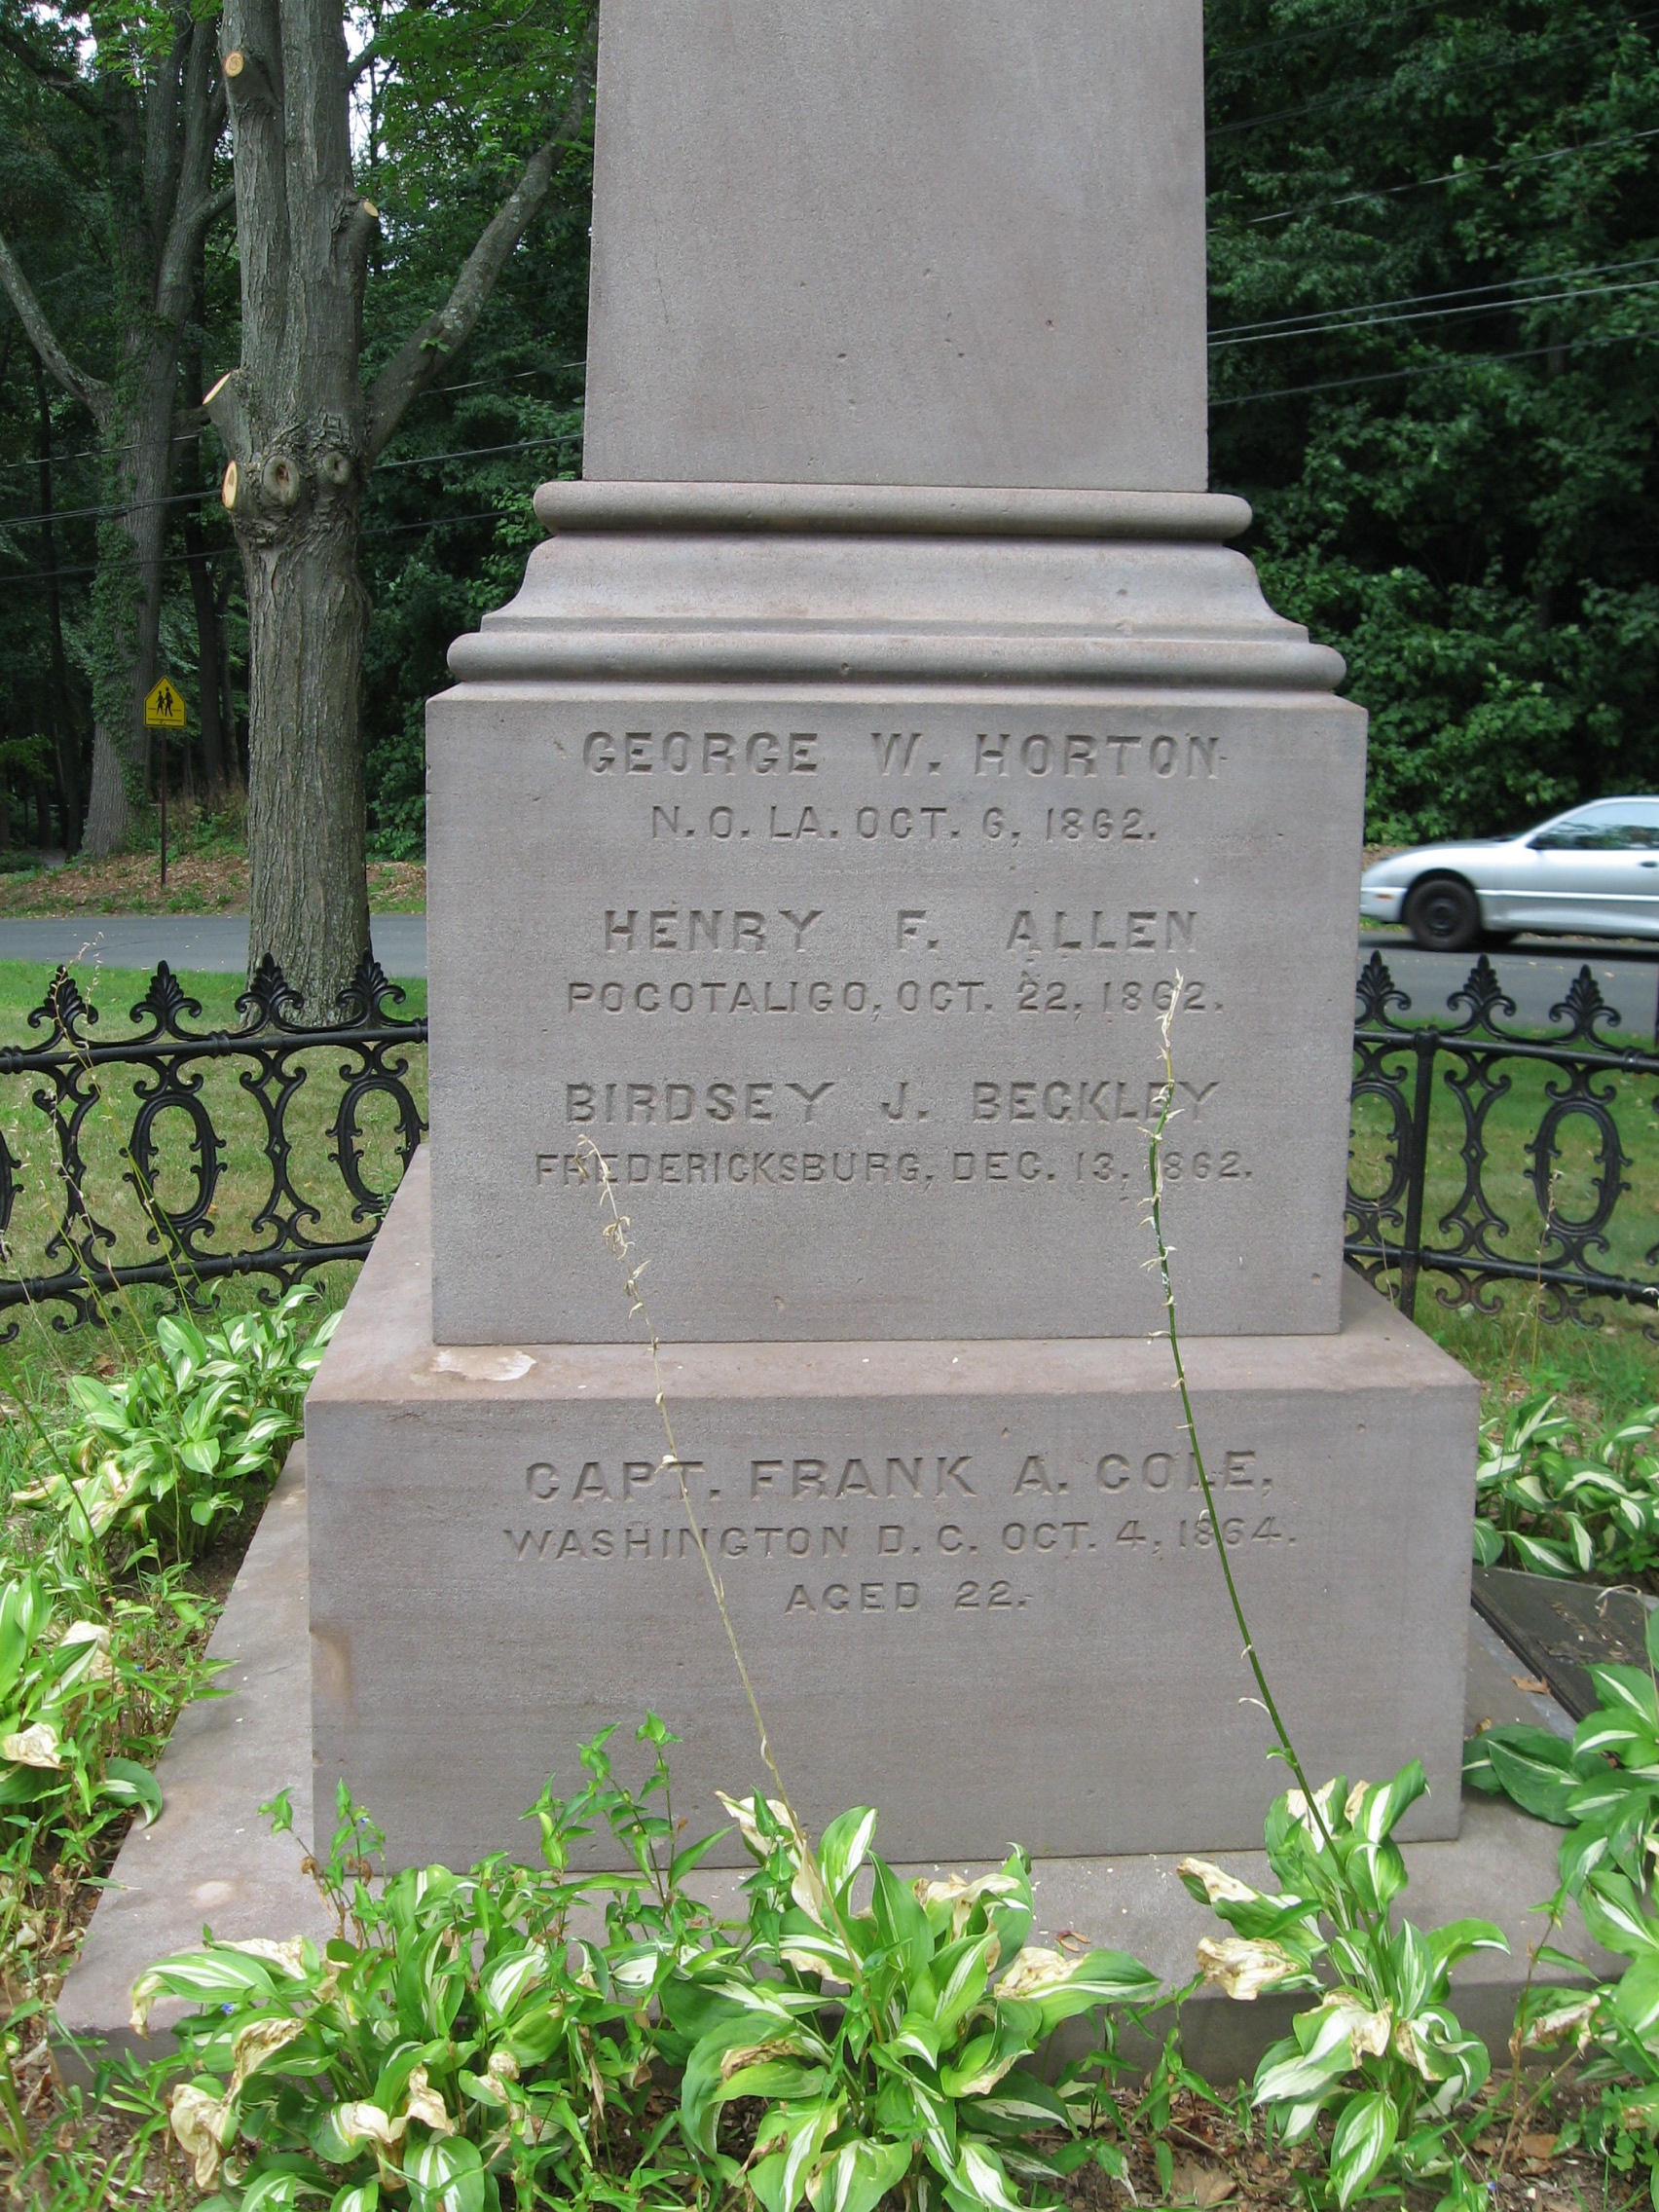 GEORGE W. HORTON
N. O. LA. OCT. 6, 1862.
HENRY F. ALLEN
POCOTALIGO, OCT. 22, 1862.
BIRDSEY J. BECKLEY
FREDERICKSBURG, DEC. 13, 1862.
CAPT. FRANK A. COLE,
WASHINGTON D. C. OCT. 4, 1864.
AGED 22.